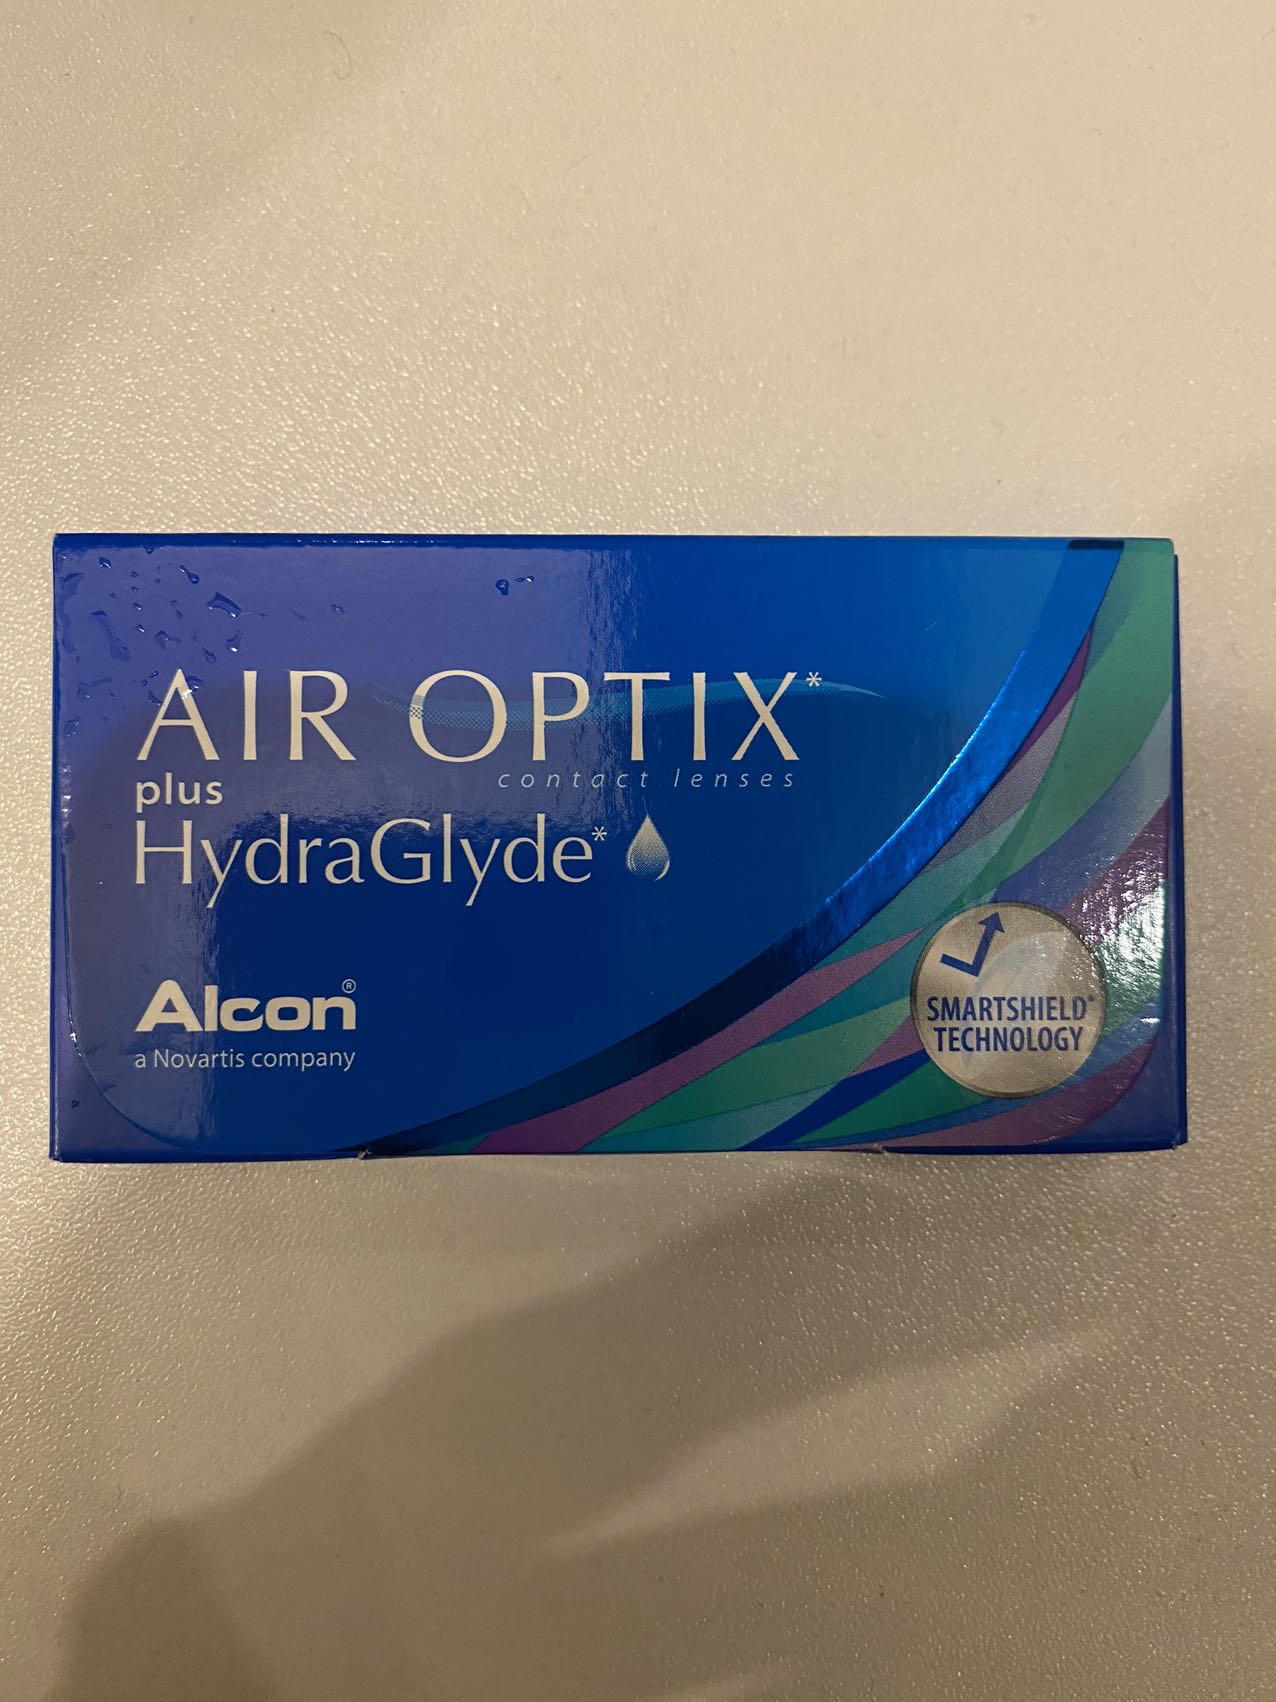 AIR OPTIX*
contact lenses
plus
HydraGlyde*
Alcon®
a Novartis company
SMARTSHIELD*
TECHNOLOGY